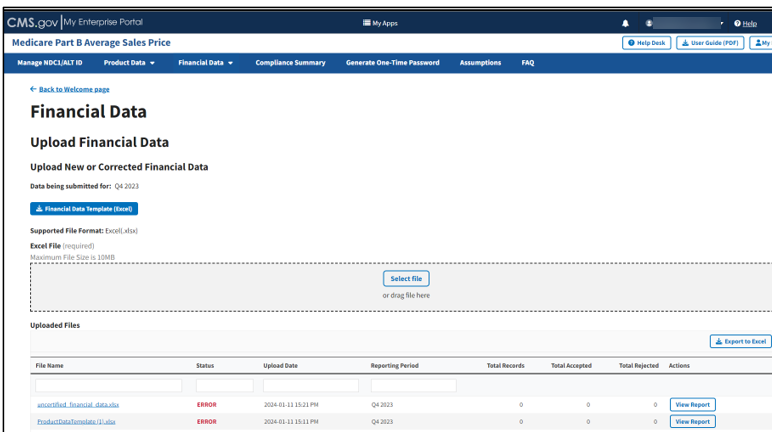 CMS.gov My Enterprise Portal My Apps Help
Medicare Part B Average Sales Price Help Desk User Guide (PDF) My
Manage NDC1/ALT ID Product Data Financial Data Compliance Summary Generate One-Time Password Assumptions FAQ
Back to Welcome page
Financial Data
Upload Financial Data
Upload New or Corrected Financial Data
Data being submitted for: Q4 2023
Financial Data Template (Excel)
Supported File Format: Excel(.xlsx)
Excel File (required)
Maximum File Size is 10MB
Select file
or drag file here
Uploaded Files
Export to Excel
File Name Status Upload Date Reporting Period Total Records Total Accepted Total Rejected Actions
uncertified_financial_data.xlsx ERROR 2024-01-11 15:21 PM Q4 2023 0 0 0 View Report
ProductDataTemplate (1).xlsx ERROR 2024-01-11 15:11 PM Q4 2023 0 0 0 View Report